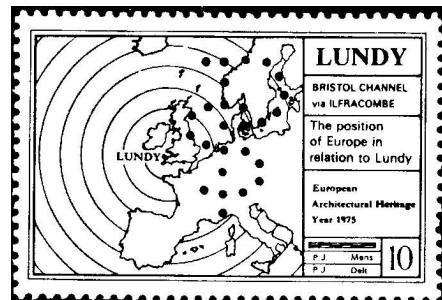 LUNDY
LUNDY
BRISTOL CHANNEL
via ILFRACOMBE
The position
of Europe in
relation to Lundy
European
Architectural Heritage
Year 1975
P.J. Mens
P.J. Delt
10